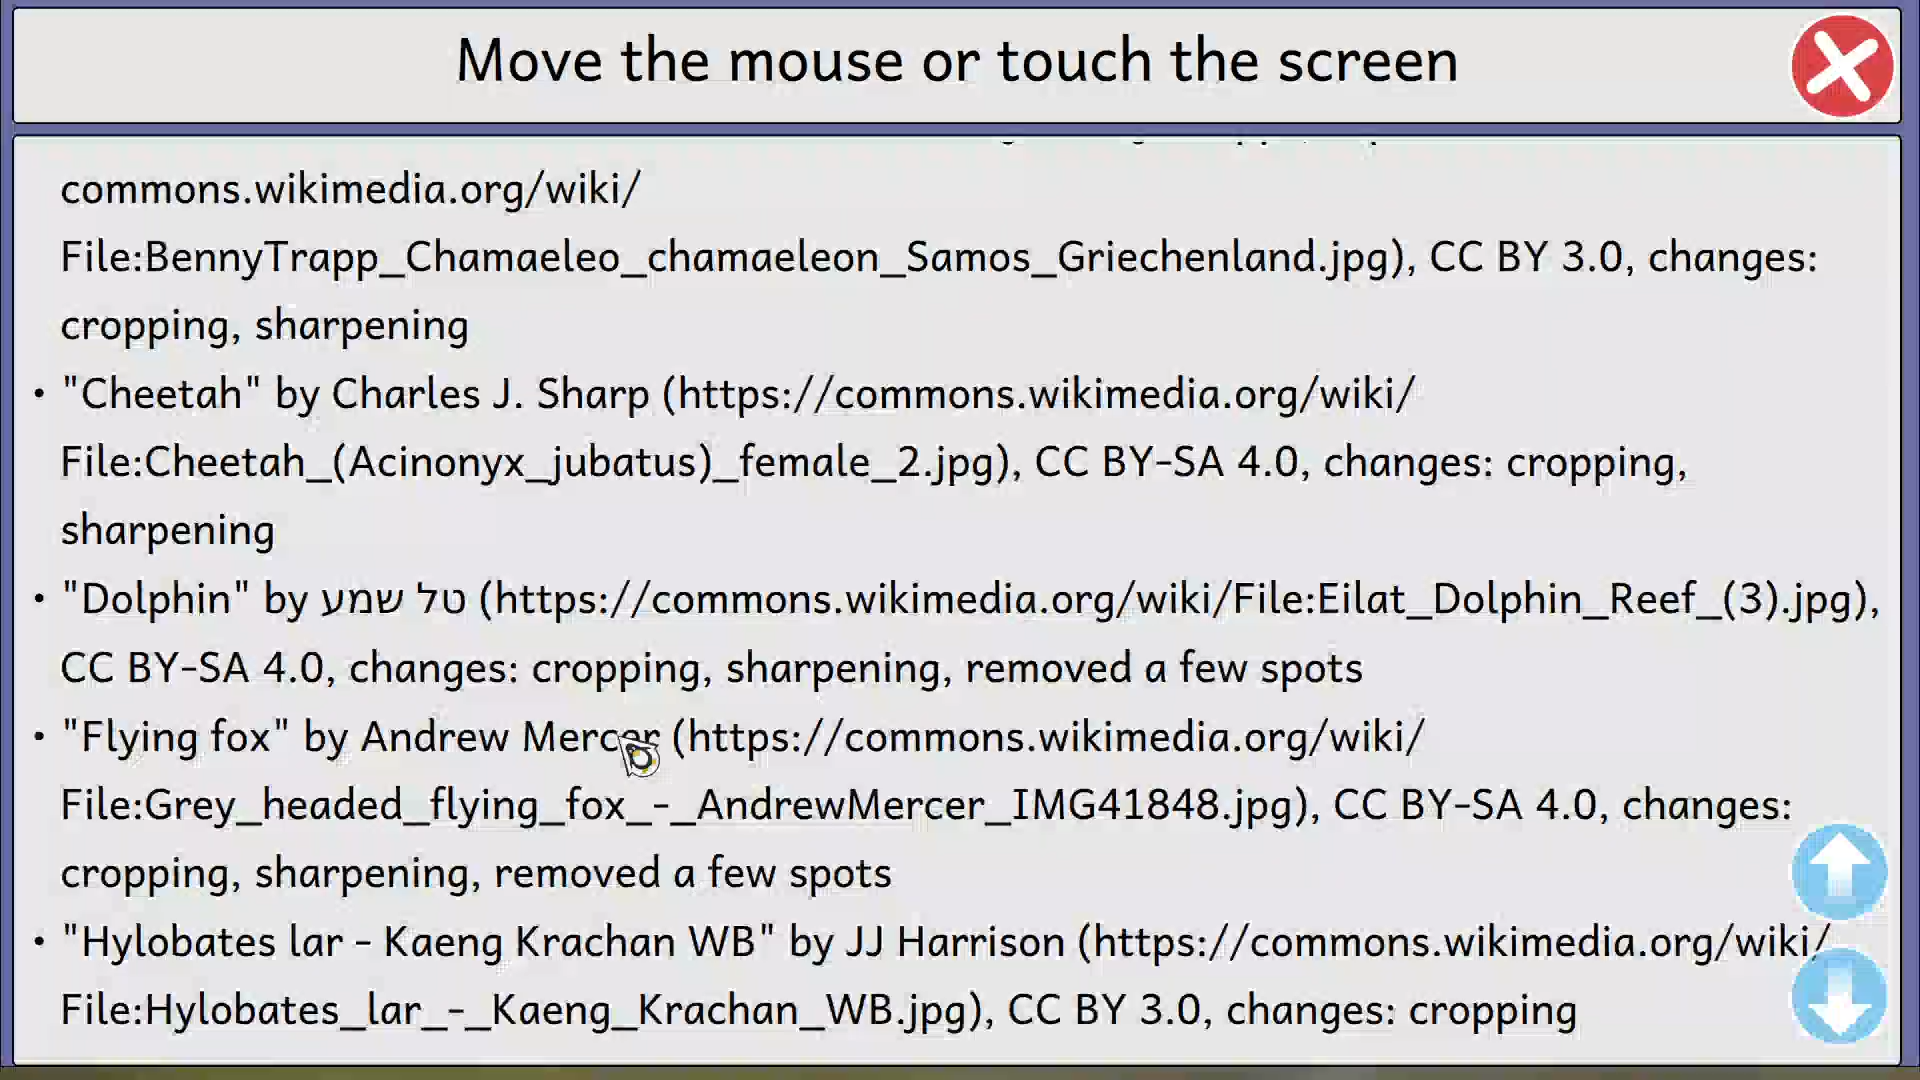 Move the mouse or touch the screen
commons.wikimedia.org/wiki/
File:BennyTrapp_Chamaeleo_chamaeleon_Samos_Griechenland.jpg), CC BY 3.0, changes:
cropping, sharpening
• "Cheetah" by Charles J. Sharp (https://commons.wikimedia.org/wiki/
File:Cheetah_(Acinonyx_jubatus)_female_2.jpg), CC BY-SA 4.0, changes: cropping,
sharpening
• "Dolphin" by טל שמע (https://commons.wikimedia.org/wiki/File:Eilat_Dolphin_Reef_(3).jpg),
CC BY-SA 4.0, changes: cropping, sharpening, removed a few spots
• "Flying fox" by Andrew Mercer (https://commons.wikimedia.org/wiki/
File:Grey_headed_flying_fox_-_AndrewMercer_IMG41848.jpg), CC BY-SA 4.0, changes:
cropping, sharpening, removed a few spots
• "Hylobates lar - Kaeng Krachan WB" by JJ Harrison (https://commons.wikimedia.org/wiki/
File:Hylobates_lar_-_Kaeng_Krachan_WB.jpg), CC BY 3.0, changes: cropping